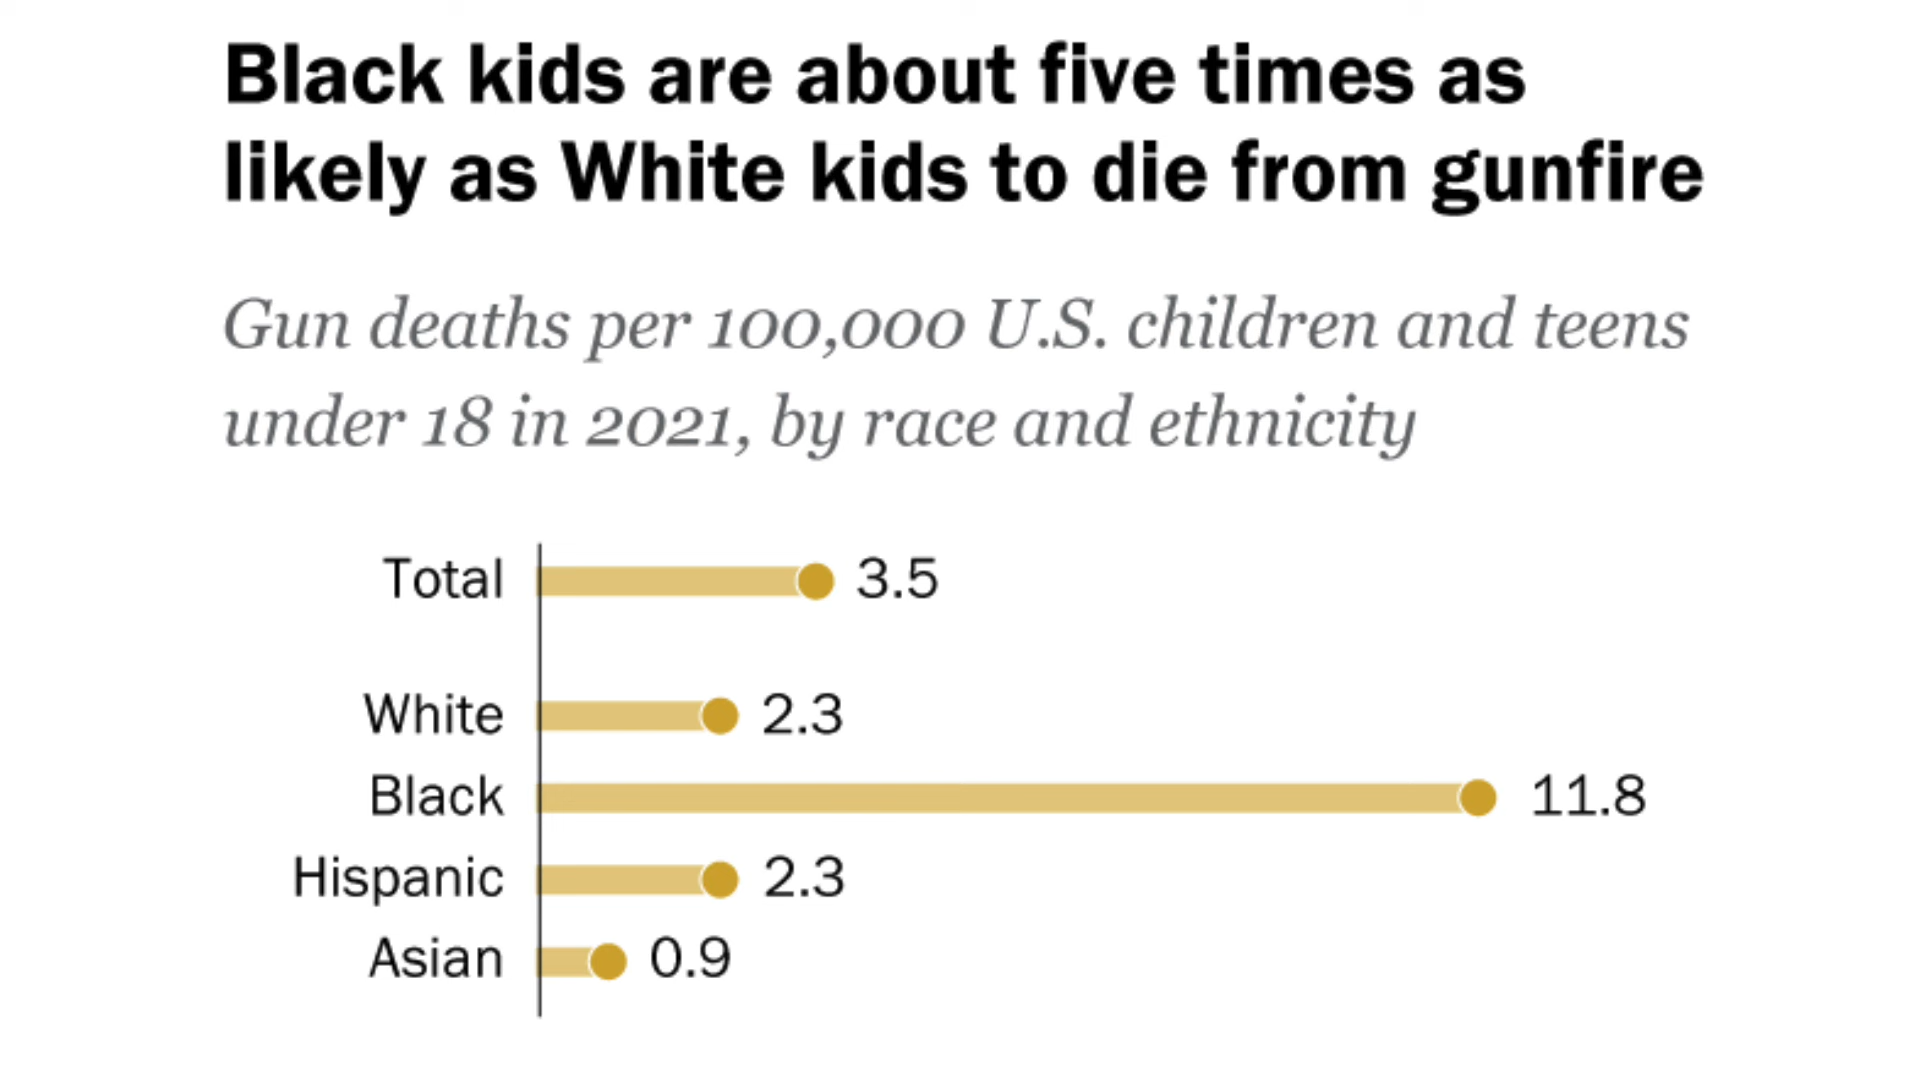 Black kids are about five times as
likely as White kids to die from gunfire
Gun deaths per 100,000 U.S. children and teens
under 18 in 2021, by race and ethnicity
Total 3.5
White 2.3
Black 11.8
Hispanic 2.3
Asian 0.9